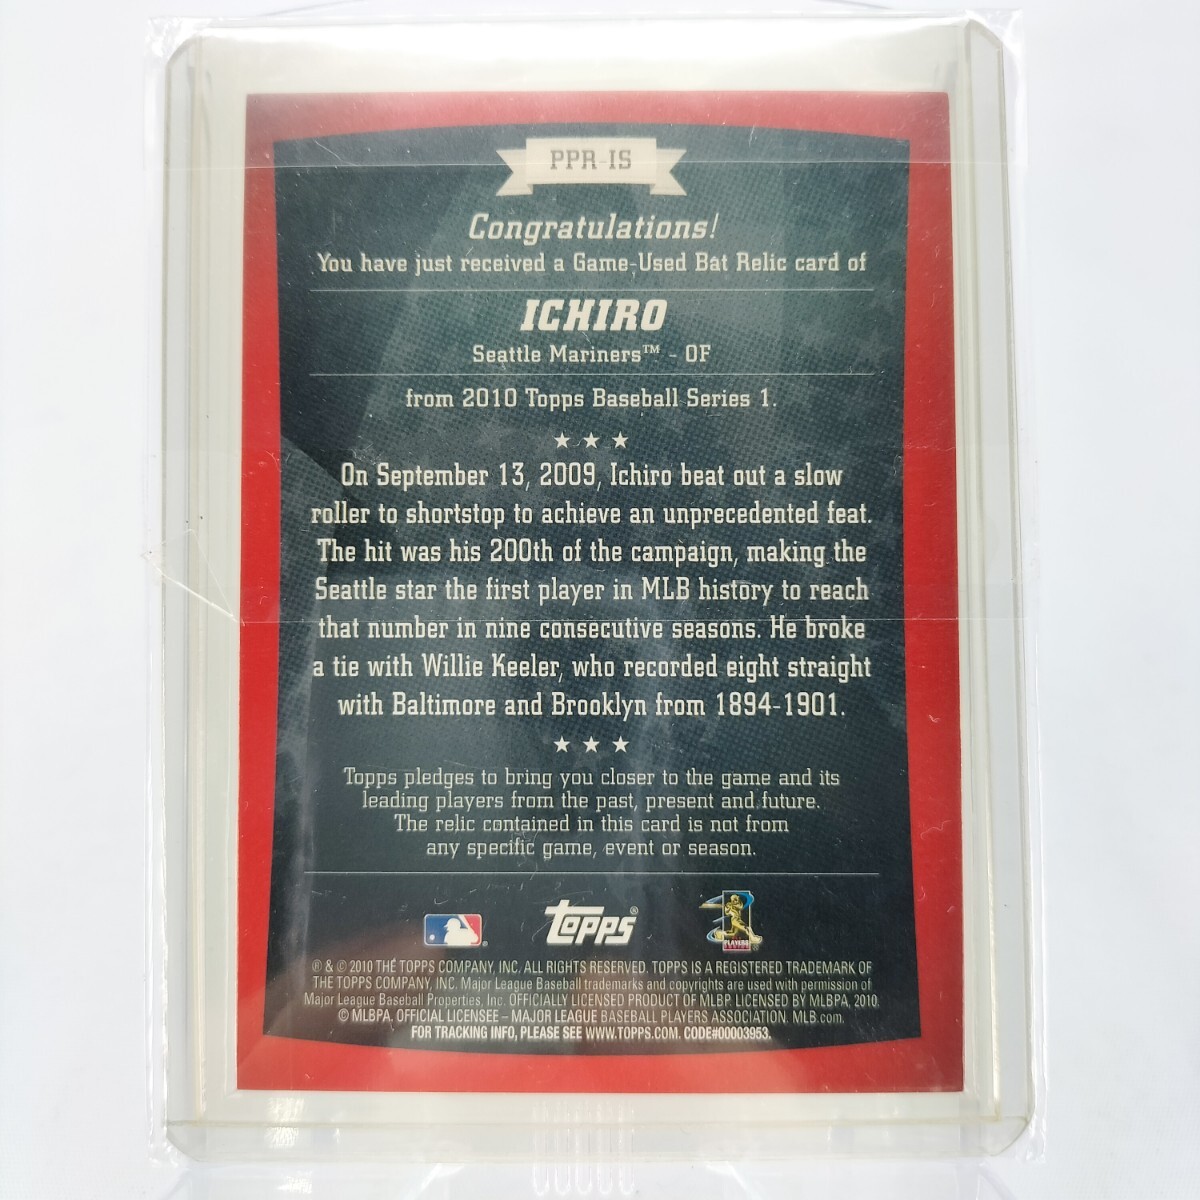 PPR-IS
Congratulations!
You have just received a Game-Used Bat Relic card of
ICHIRO
Seattle Mariners™ - OF
from 2010 Topps Baseball Series 1.
★ ★ ★
On September 13, 2009, Ichiro beat out a slow
roller to shortstop to achieve an unprecedented feat.
The hit was his 200th of the campaign, making the
Seattle star the first player in MLB history to reach
that number in nine consecutive seasons. He broke
a tie with Willie Keeler, who recorded eight straight
with Baltimore and Brooklyn from 1894-1901.
★ ★ ★
Topps pledges to bring you closer to the game and its
leading players from the past, present and future.
The relic contained in this card is not from
any specific game, event or season.
Topps®
PLAYERS
® & © 2010 THE TOPPS COMPANY, INC. ALL RIGHTS RESERVED. TOPPS IS A REGISTERED TRADEMARK OF
THE TOPPS COMPANY, INC. Major League Baseball trademarks and copyrights are used with permission of
Major League Baseball Properties, Inc. OFFICIALLY LICENSED PRODUCT OF MLBP. LICENSED BY MLBPA, 2010.
© MLBPA, OFFICIAL LICENSEE – MAJOR LEAGUE BASEBALL PLAYERS ASSOCIATION. MLB.com.
FOR TRACKING INFO, PLEASE SEE WWW.TOPPS.COM. CODE#00003953.